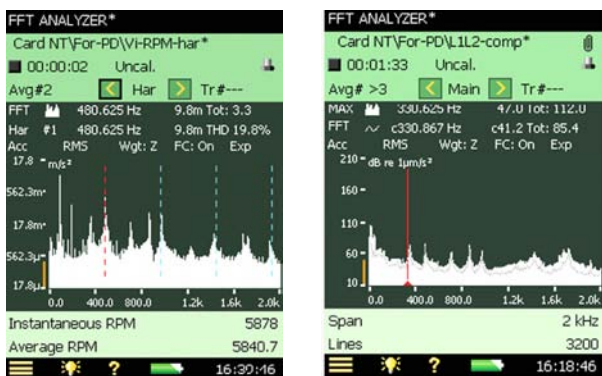 FFT ANALYZER*
Card NT\For-PD\Vi-RPM-har*
00:00:02 Uncal.
Avg#2 < Har > Tr#---
FFT 480.625 Hz 9.8m Tot: 3.3
Har #1 480.625 Hz 9.8m THD 19.8%
Acc RMS Wgt: Z FC: On Exp
17.8 m/s²
562.3m
17.8m
562.3µ
17.8µ
0.0 400.0 800.0 1.2k 1.6k 2.0k
Instantaneous RPM 5878
Average RPM 5840.7
? 16:39:46
FFT ANALYZER*
Card NT\For-PD\L1L2-comp*
00:01:33 Uncal.
Avg# >3 < Main > Tr#---
MAX 330.625 Hz 47.0 Tot: 112.0
FFT c330.867 Hz c41.2 Tot: 85.4
Acc RMS Wgt: Z FC: On Exp
210 dB re 1µm/s²
160
110
60
10
0.0 400.0 800.0 1.2k 1.6k 2.0k
Span 2 kHz
Lines 3200
? 16:18:46